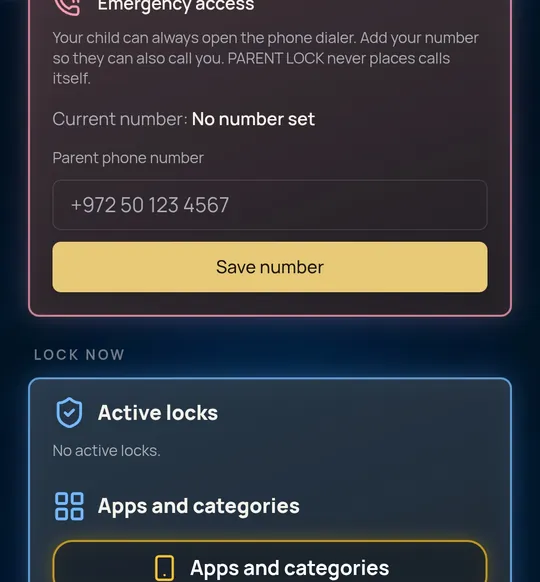 Emergency access
Your child can always open the phone dialer. Add your number
so they can also call you. PARENT LOCK never places calls
itself.
Current number: No number set
Parent phone number
+972 50 123 4567
Save number
LOCK NOW
Active locks
No active locks.
Apps and categories
Apps and categories